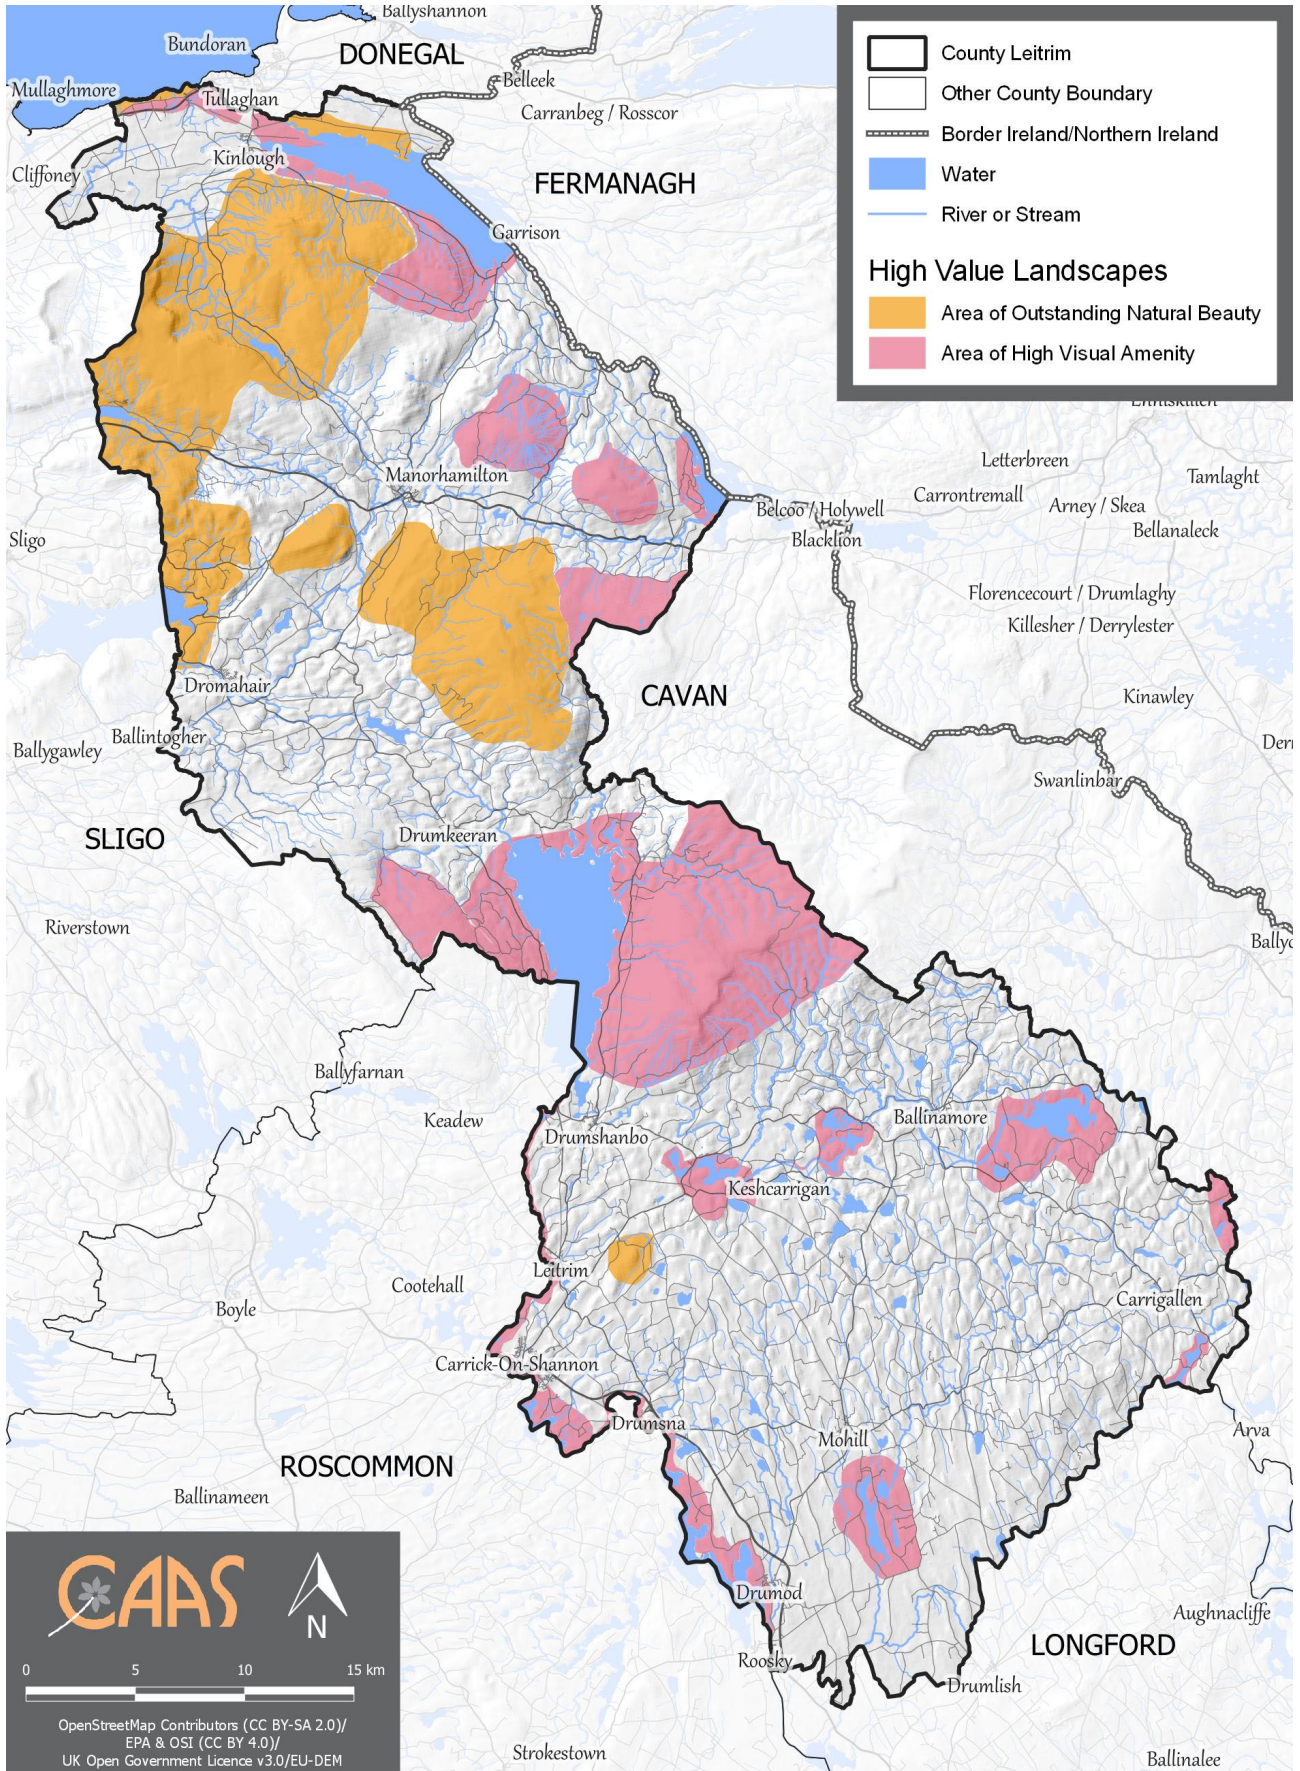 Ballyshannon
Bundoran
DONEGAL
Mullaghmore
Tullaghan
Belleek
Carranbeg / Rosscor
Cliffoney
Kinlough
FERMANAGH
Garrison
County Leitrim
Other County Boundary
Border Ireland/Northern Ireland
Water
River or Stream
High Value Landscapes
Area of Outstanding Natural Beauty
Area of High Visual Amenity
Enniskillen
Letterbreen
Tamlaght
Manorhamilton
Carrontremall
Arney / Skea
Belcoo / Holywell
Bellanaleck
Sligo
Blacklion
Florencecourt / Drumlaghy
Killesher / Derrylester
Dromahair
CAVAN
Kinawley
Ballintogher
Ballygawley
Derr
Swanlinbar
SLIGO
Drumkeeran
Riverstown
Ballyc
Ballyfarnan
Keadew
Drumshanbo
Ballinamore
Keshcarrigan
Leitrim
Cootehall
Boyle
Carrigallen
Carrick-On-Shannon
Drumsna
Mohill
Arva
ROSCOMMON
Ballinameen
CAAS
N
Drumod
Aughnacliffe
LONGFORD
Roosky
0 5 10 15 km
Drumlish
OpenStreetMap Contributors (CC BY-SA 2.0)/
EPA & OSI (CC BY 4.0)/
UK Open Government Licence v3.0/EU-DEM
Strokestown
Ballinalee